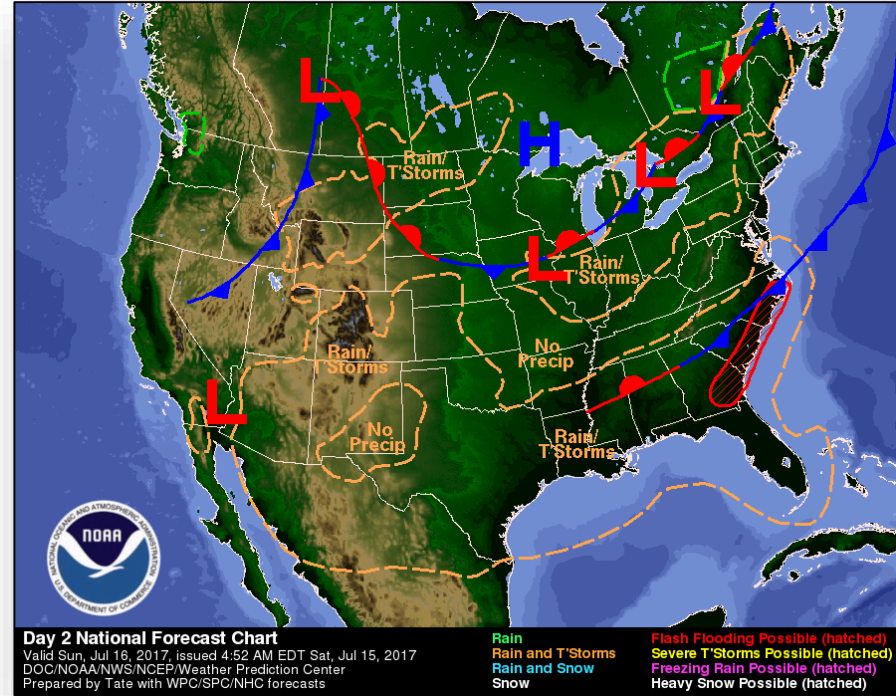 L
L
H
Rain/
T'Storms
L
L
Rain/
T'Storms
No
Precip
Rain/
T'Storms
L
No
Precip
Rain/
T'Storms
NATIONAL OCEANIC AND ATMOSPHERIC ADMINISTRATION
NOAA
U.S. DEPARTMENT OF COMMERCE
Day 2 National Forecast Chart
Valid Sun, Jul 16, 2017, issued 4:52 AM EDT Sat, Jul 15, 2017
DOC/NOAA/NWS/NCEP/Weather Prediction Center
Prepared by Tate with WPC/SPC/NHC forecasts
Rain
Rain and T'Storms
Rain and Snow
Snow
Flash Flooding Possible (hatched)
Severe T'Storms Possible (hatched)
Freezing Rain Possible (hatched)
Heavy Snow Possible (hatched)